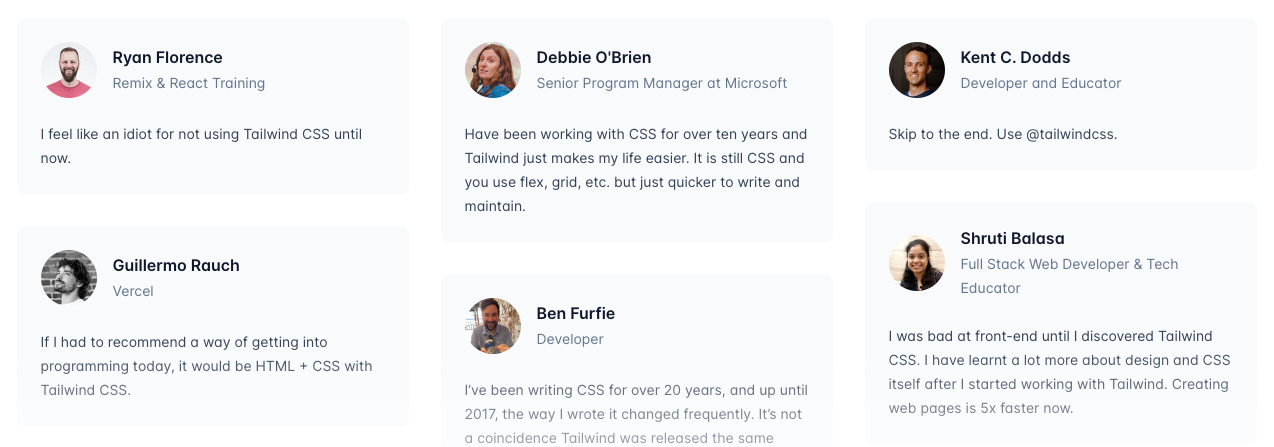 Ryan Florence
Remix & React Training
I feel like an idiot for not using Tailwind CSS until
now.
Guillermo Rauch
Vercel
If I had to recommend a way of getting into
programming today, it would be HTML + CSS with
Tailwind CSS.
Debbie O'Brien
Senior Program Manager at Microsoft
Have been working with CSS for over ten years and
Tailwind just makes my life easier. It is still CSS and
you use flex, grid, etc. but just quicker to write and
maintain.
Ben Furfie
Developer
I’ve been writing CSS for over 20 years, and up until
2017, the way I wrote it changed frequently. It’s not
a coincidence Tailwind was released the same
Kent C. Dodds
Developer and Educator
Skip to the end. Use @tailwindcss.
Shruti Balasa
Full Stack Web Developer & Tech
Educator
I was bad at front-end until I discovered Tailwind
CSS. I have learnt a lot more about design and CSS
itself after I started working with Tailwind. Creating
web pages is 5x faster now.